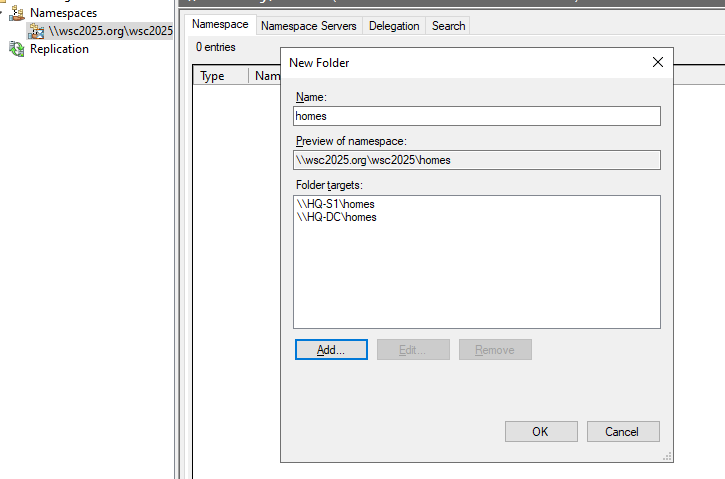 Namespaces
\\wsc2025.org\wsc2025
Replication
Namespace
Namespace Servers
Delegation
Search
0 entries
Type
Nam
New Folder
Name:
homes
Preview of namespace:
\\wsc2025.org\wsc2025\homes
Folder targets:
\\HQ-S1\homes
\\HQ-DC\homes
Add...
Edit...
Remove
OK
Cancel